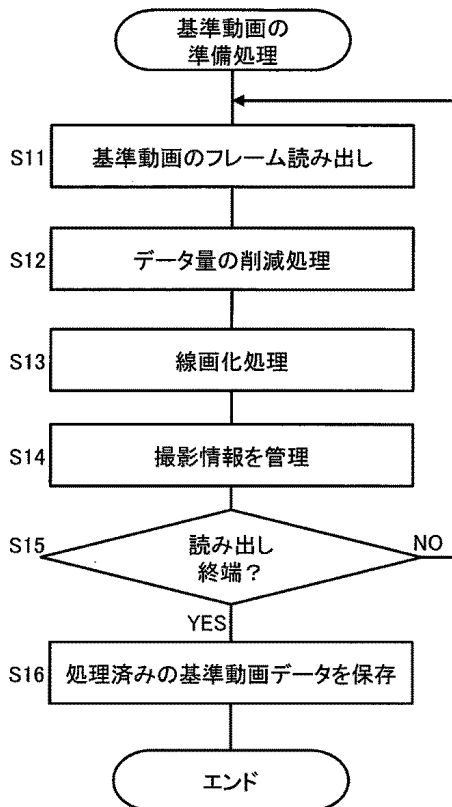 基準動画の
準備処理
S11
基準動画のフレーム読み出し
S12
データ量の削減処理
S13
線画化処理
S14
撮影情報を管理
S15
読み出し
終端？
NO
YES
S16
処理済みの基準動画データを保存
エンド